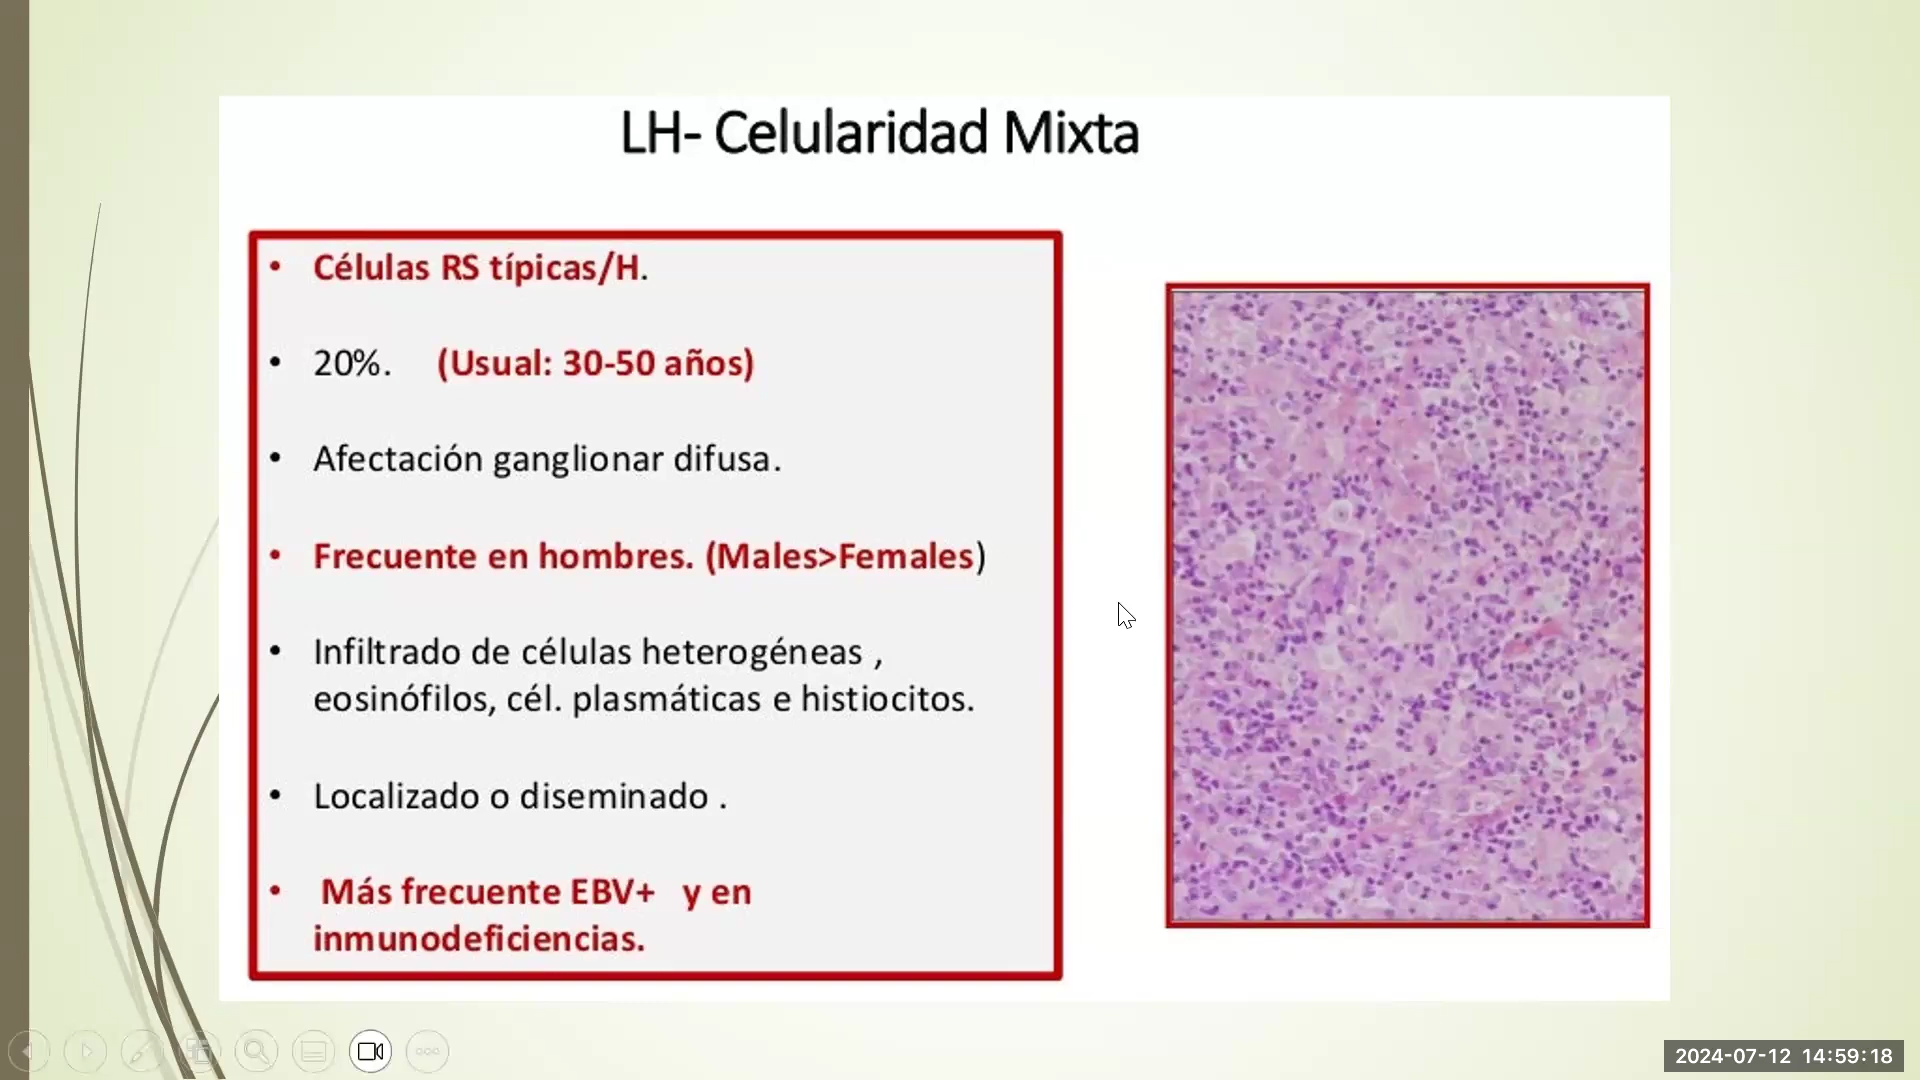 LH- Celularidad Mixta
• Células RS típicas/H.
• 20%. (Usual: 30-50 años)
• Afectación ganglionar difusa.
• Frecuente en hombres. (Males>Females)
• Infiltrado de células heterogéneas ,
eosinófilos, cél. plasmáticas e histiocitos.
• Localizado o diseminado .
• Más frecuente EBV+ y en
inmunodeficiencias.
2024-07-12 14:59:18